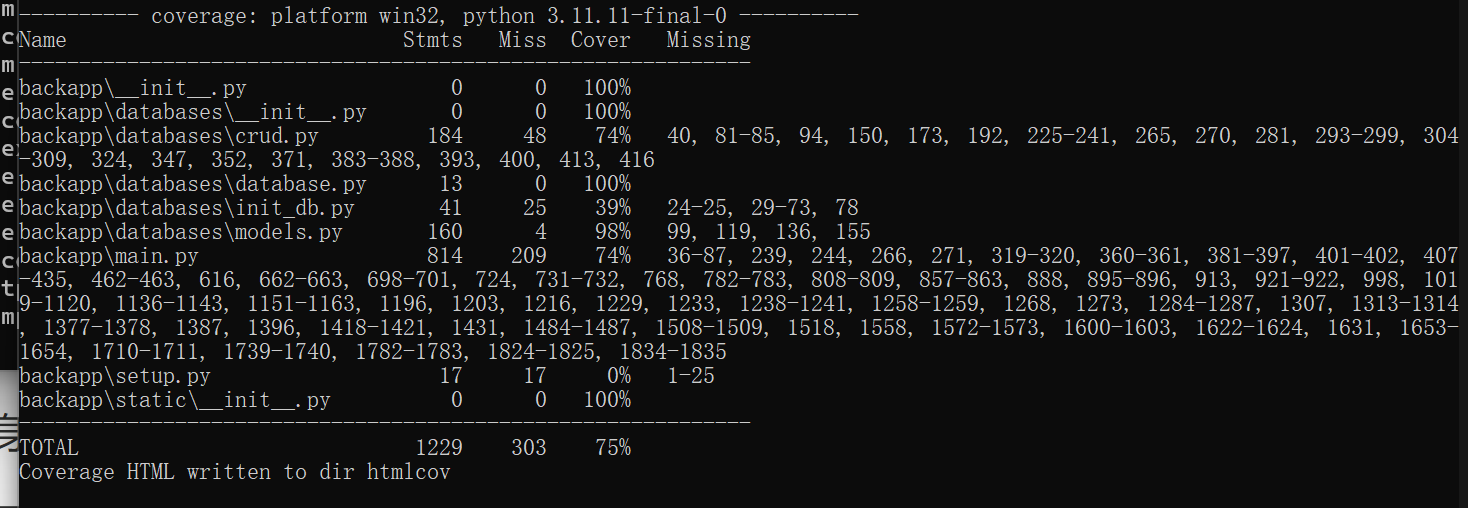 ---------- coverage: platform win32, python 3.11.11-final-0 ----------
Name                            Stmts   Miss  Cover   Missing
-------------------------------------------------------------
backapp\__init__.py                 0      0   100%
backapp\databases\__init__.py       0      0   100%
backapp\databases\crud.py         184     48    74%   40, 81-85, 94, 150, 173, 192, 225-241, 265, 270, 281, 293-299, 304
-309, 324, 347, 352, 371, 383-388, 393, 400, 413, 416
backapp\databases\database.py      13      0   100%
backapp\databases\init_db.py       41     25    39%   24-25, 29-73, 78
backapp\databases\models.py       160      4    98%   99, 119, 136, 155
backapp\main.py                   814    209    74%   36-87, 239, 244, 266, 271, 319-320, 360-361, 381-397, 401-402, 407
-435, 462-463, 616, 662-663, 698-701, 724, 731-732, 768, 782-783, 808-809, 857-863, 888, 895-896, 913, 921-922, 998, 101
9-1120, 1136-1143, 1151-1163, 1196, 1203, 1216, 1229, 1233, 1238-1241, 1258-1259, 1268, 1273, 1284-1287, 1307, 1313-1314
, 1377-1378, 1387, 1396, 1418-1421, 1431, 1484-1487, 1508-1509, 1518, 1558, 1572-1573, 1600-1603, 1622-1624, 1631, 1653-
1654, 1710-1711, 1739-1740, 1782-1783, 1824-1825, 1834-1835
backapp\setup.py                   17     17     0%   1-25
backapp\static\__init__.py          0      0   100%
-------------------------------------------------------------
TOTAL                            1229    303    75%
Coverage HTML written to dir htmlcov